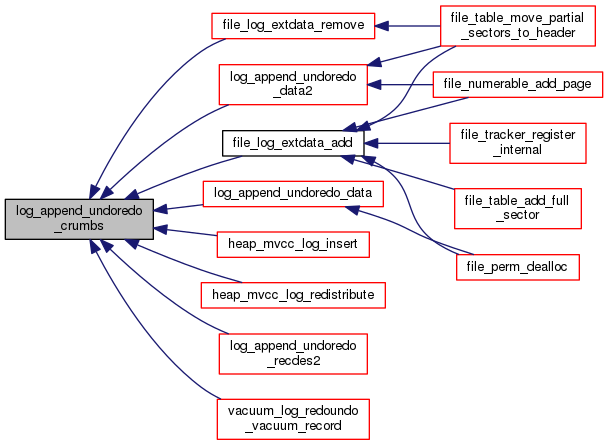 log_append_undoredo
_crumbs
file_log_extdata_remove
log_append_undoredo
_data2
file_log_extdata_add
log_append_undoredo_data
heap_mvcc_log_insert
heap_mvcc_log_redistribute
log_append_undoredo
_recdes2
vacuum_log_redoundo
_vacuum_record
file_table_move_partial
_sectors_to_header
file_numerable_add_page
file_tracker_register
_internal
file_table_add_full
_sector
file_perm_dealloc